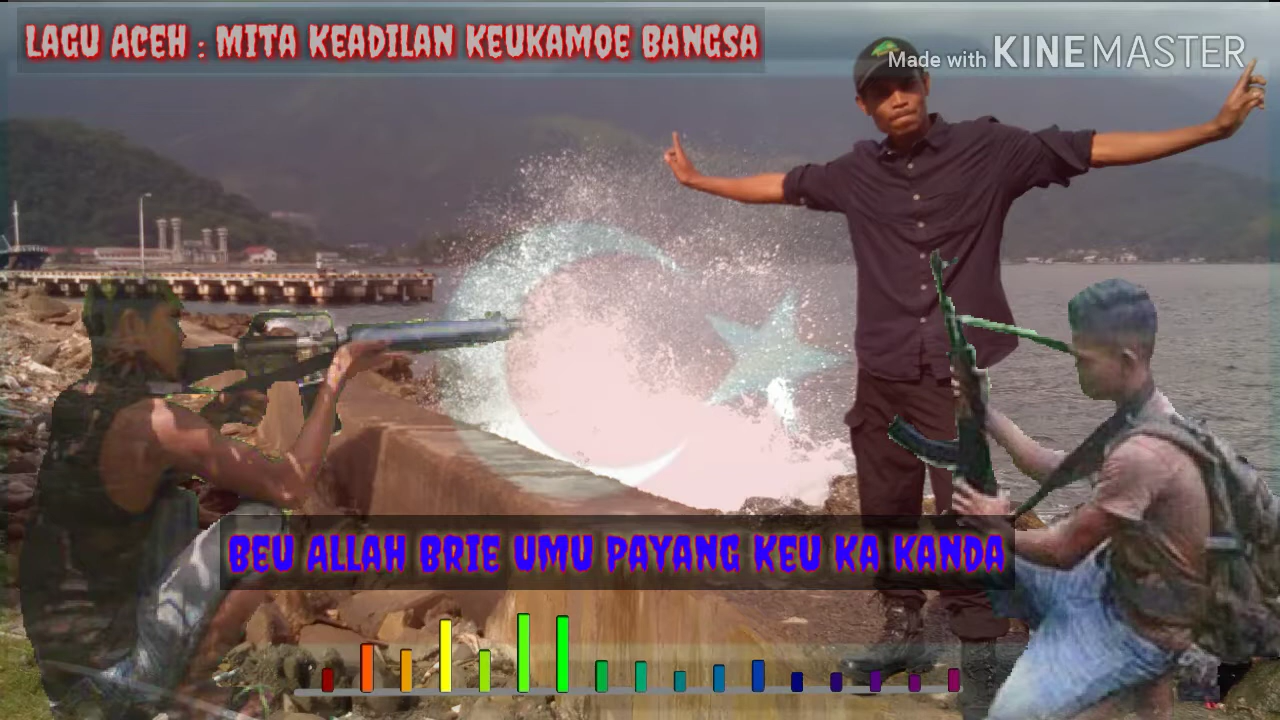 LAGU ACEH : MITA KEADILAN KEUKAMOE BANGSA
Made with KINEMASTER
BEU ALLAH BRIE UMU PAYANG KEU KA KANDA